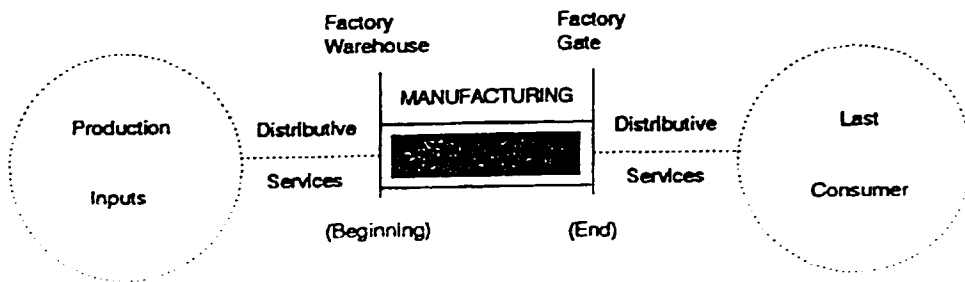 Factory
Warehouse
Factory
Gate
MANUFACTURING
Production
Inputs
Distributive
Services
Distributive
Services
Last
Consumer
(Beginning)
(End)